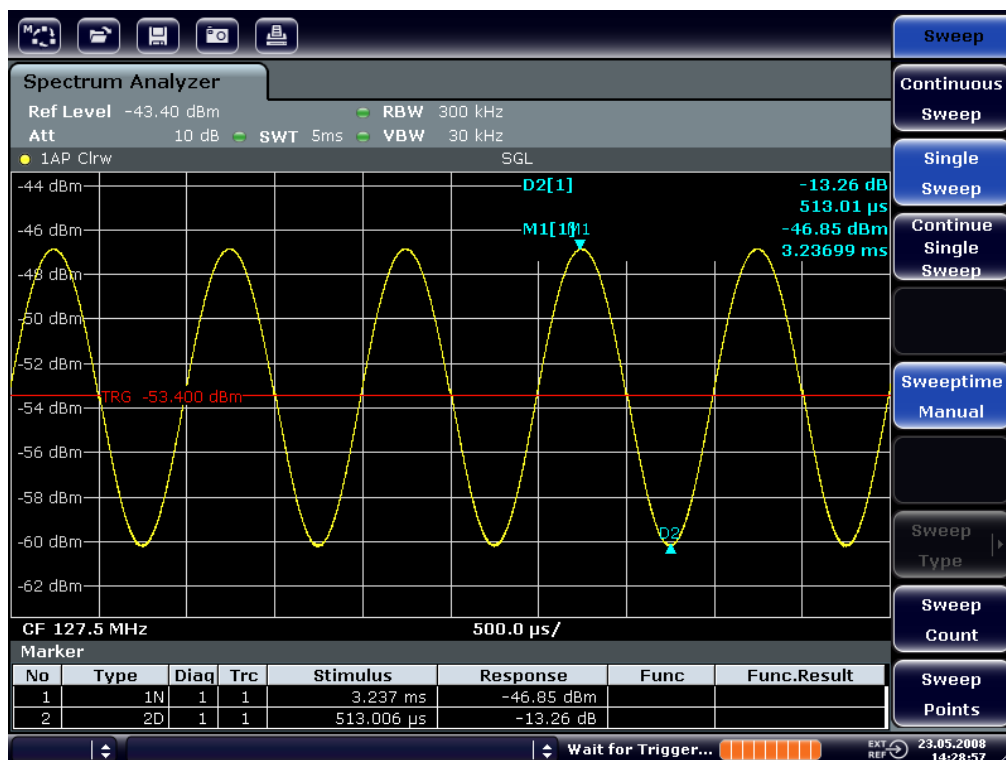 M
Sweep
Spectrum Analyzer
Ref Level -43.40 dBm RBW 300 kHz
Att 10 dB SWT 5ms VBW 30 kHz
1AP Clrw SGL
-44 dBm
-46 dBm
-48 dBm
-50 dBm
-52 dBm
-54 dBm
-56 dBm
-58 dBm
-60 dBm
-62 dBm
TRG -53.400 dBm
D2[1] -13.26 dB
513.01 µs
M1[1] -46.85 dBm
3.23699 ms
M1
D2
CF 127.5 MHz 500.0 µs/
Marker
No Type Diaq Trc Stimulus Response Func Func.Result
1 1N 1 1 3.237 ms -46.85 dBm
2 2D 1 1 513.006 µs -13.26 dB
Continuous
Sweep
Single
Sweep
Continue
Single
Sweep
Sweeptime
Manual
Sweep
Type
Sweep
Count
Sweep
Points
Wait for Trigger... EXT REF 23.05.2008
14:28:57